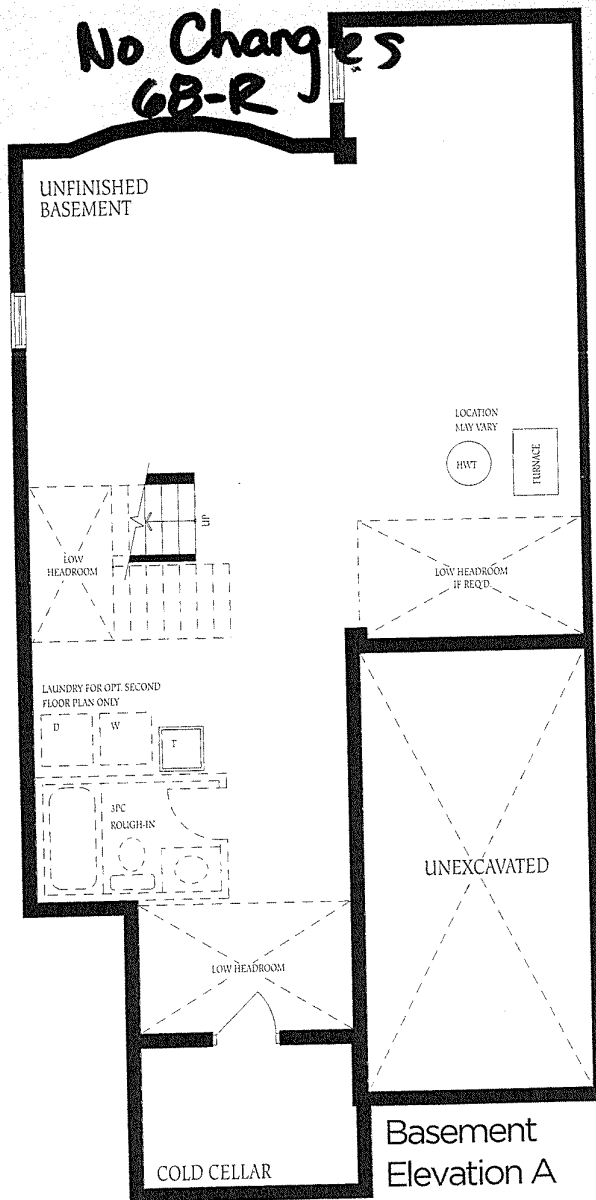 No Changes
68-R
UNFINISHED
BASEMENT
LOCATION
MAY VARY
HWT
FURNACE
UP
LOW
HEADROOM
LOW HEADROOM
IF REQ'D
LAUNDRY FOR OPT. SECOND
FLOOR PLAN ONLY
D
W
T
3PC
ROUGH-IN
UNEXCAVATED
LOW HEADROOM
COLD CELLAR
Basement
Elevation A